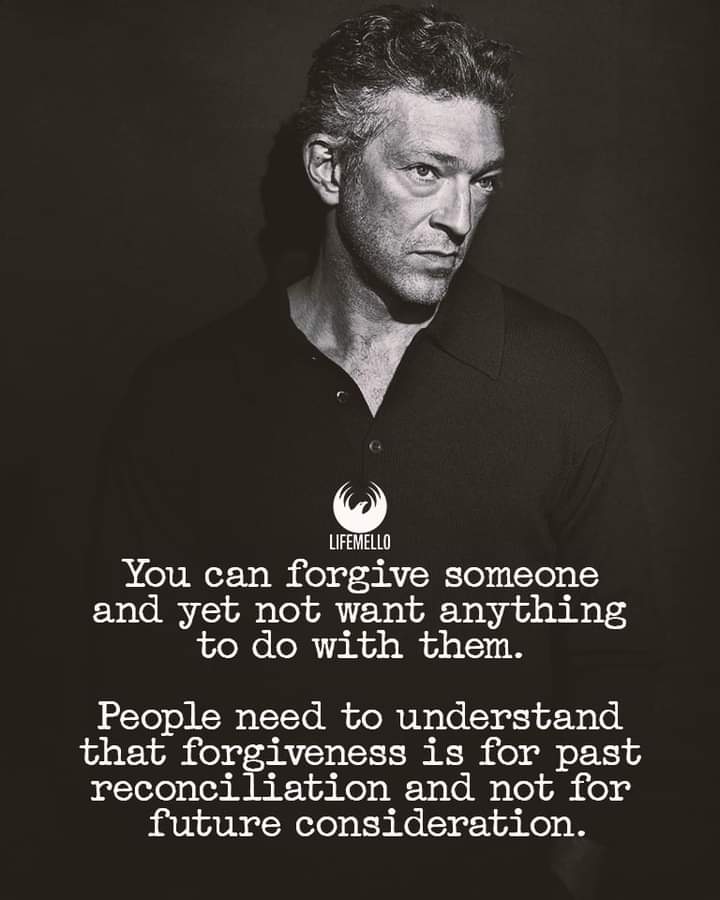 LIFEMELLO
You can forgive someone
and yet not want anything
to do with them.
People need to understand
that forgiveness is for past
reconciliation and not for
future consideration.